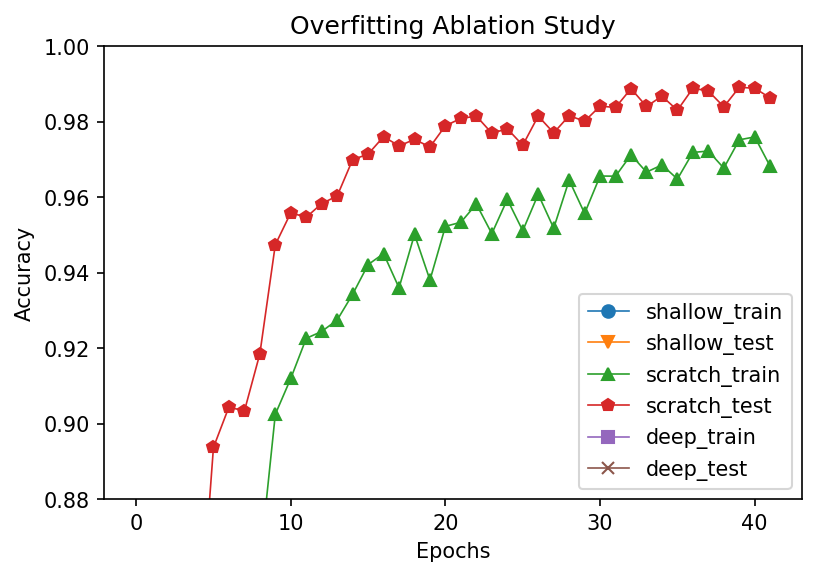 Overfitting Ablation Study
1.00
0.98
0.96
0.94
0.92
0.90
0.88
Accuracy
0 10 20 30 40
Epochs
shallow_train
shallow_test
scratch_train
scratch_test
deep_train
deep_test